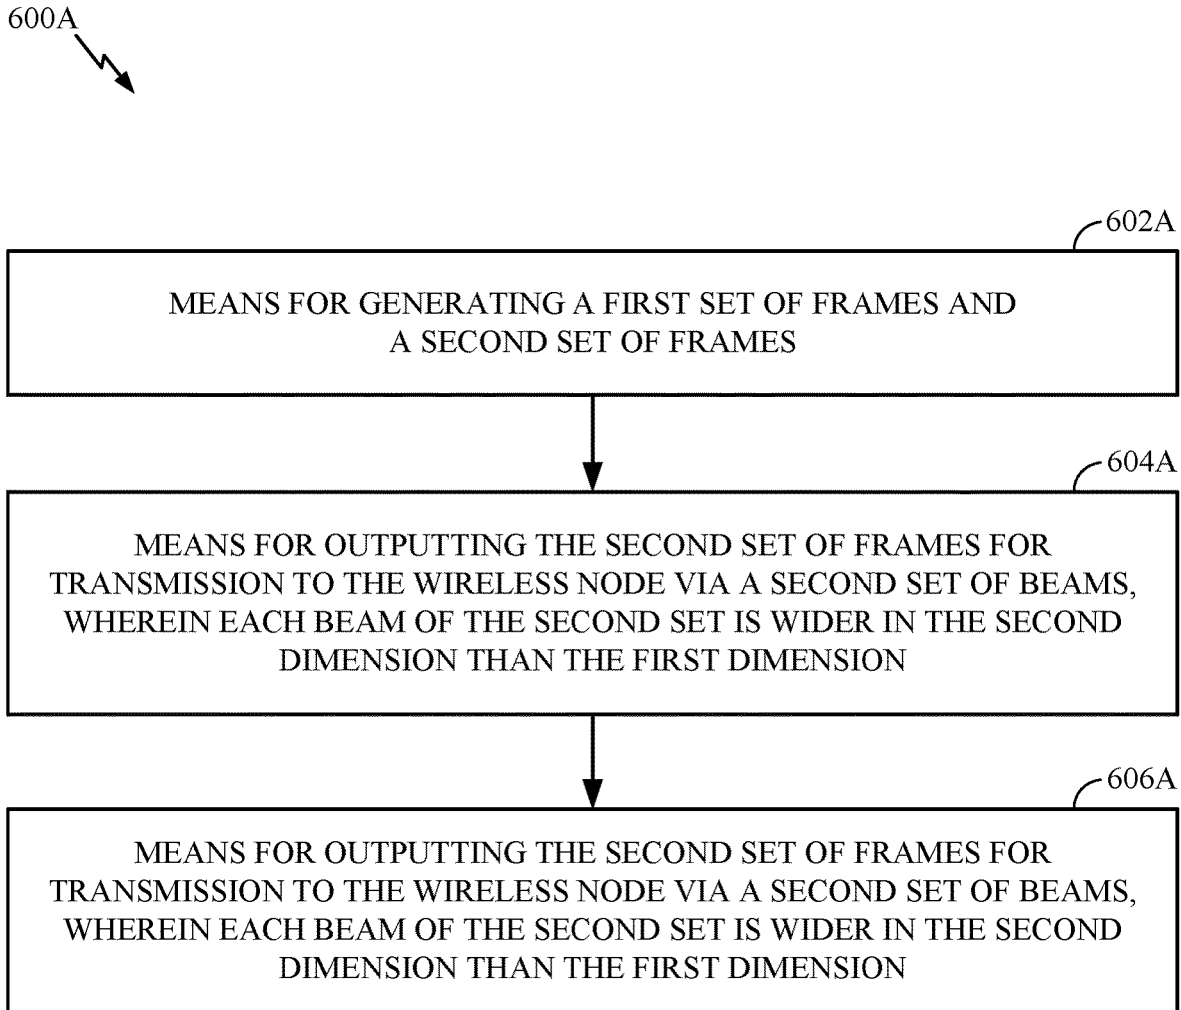 600A
602A
MEANS FOR GENERATING A FIRST SET OF FRAMES AND
A SECOND SET OF FRAMES
604A
MEANS FOR OUTPUTTING THE SECOND SET OF FRAMES FOR
TRANSMISSION TO THE WIRELESS NODE VIA A SECOND SET OF BEAMS,
WHEREIN EACH BEAM OF THE SECOND SET IS WIDER IN THE SECOND
DIMENSION THAN THE FIRST DIMENSION
606A
MEANS FOR OUTPUTTING THE SECOND SET OF FRAMES FOR
TRANSMISSION TO THE WIRELESS NODE VIA A SECOND SET OF BEAMS,
WHEREIN EACH BEAM OF THE SECOND SET IS WIDER IN THE SECOND
DIMENSION THAN THE FIRST DIMENSION